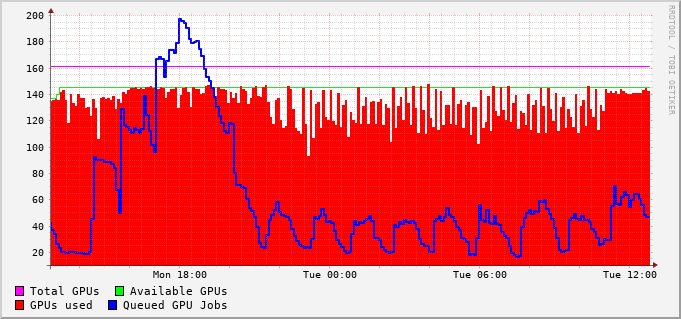 200
180
160
140
120
100
80
60
40
20
Mon 18:00 Tue 00:00 Tue 06:00 Tue 12:00
Total GPUs Available GPUs
GPUs used Queued GPU Jobs
RRDTOOL / TOBI OETIKER